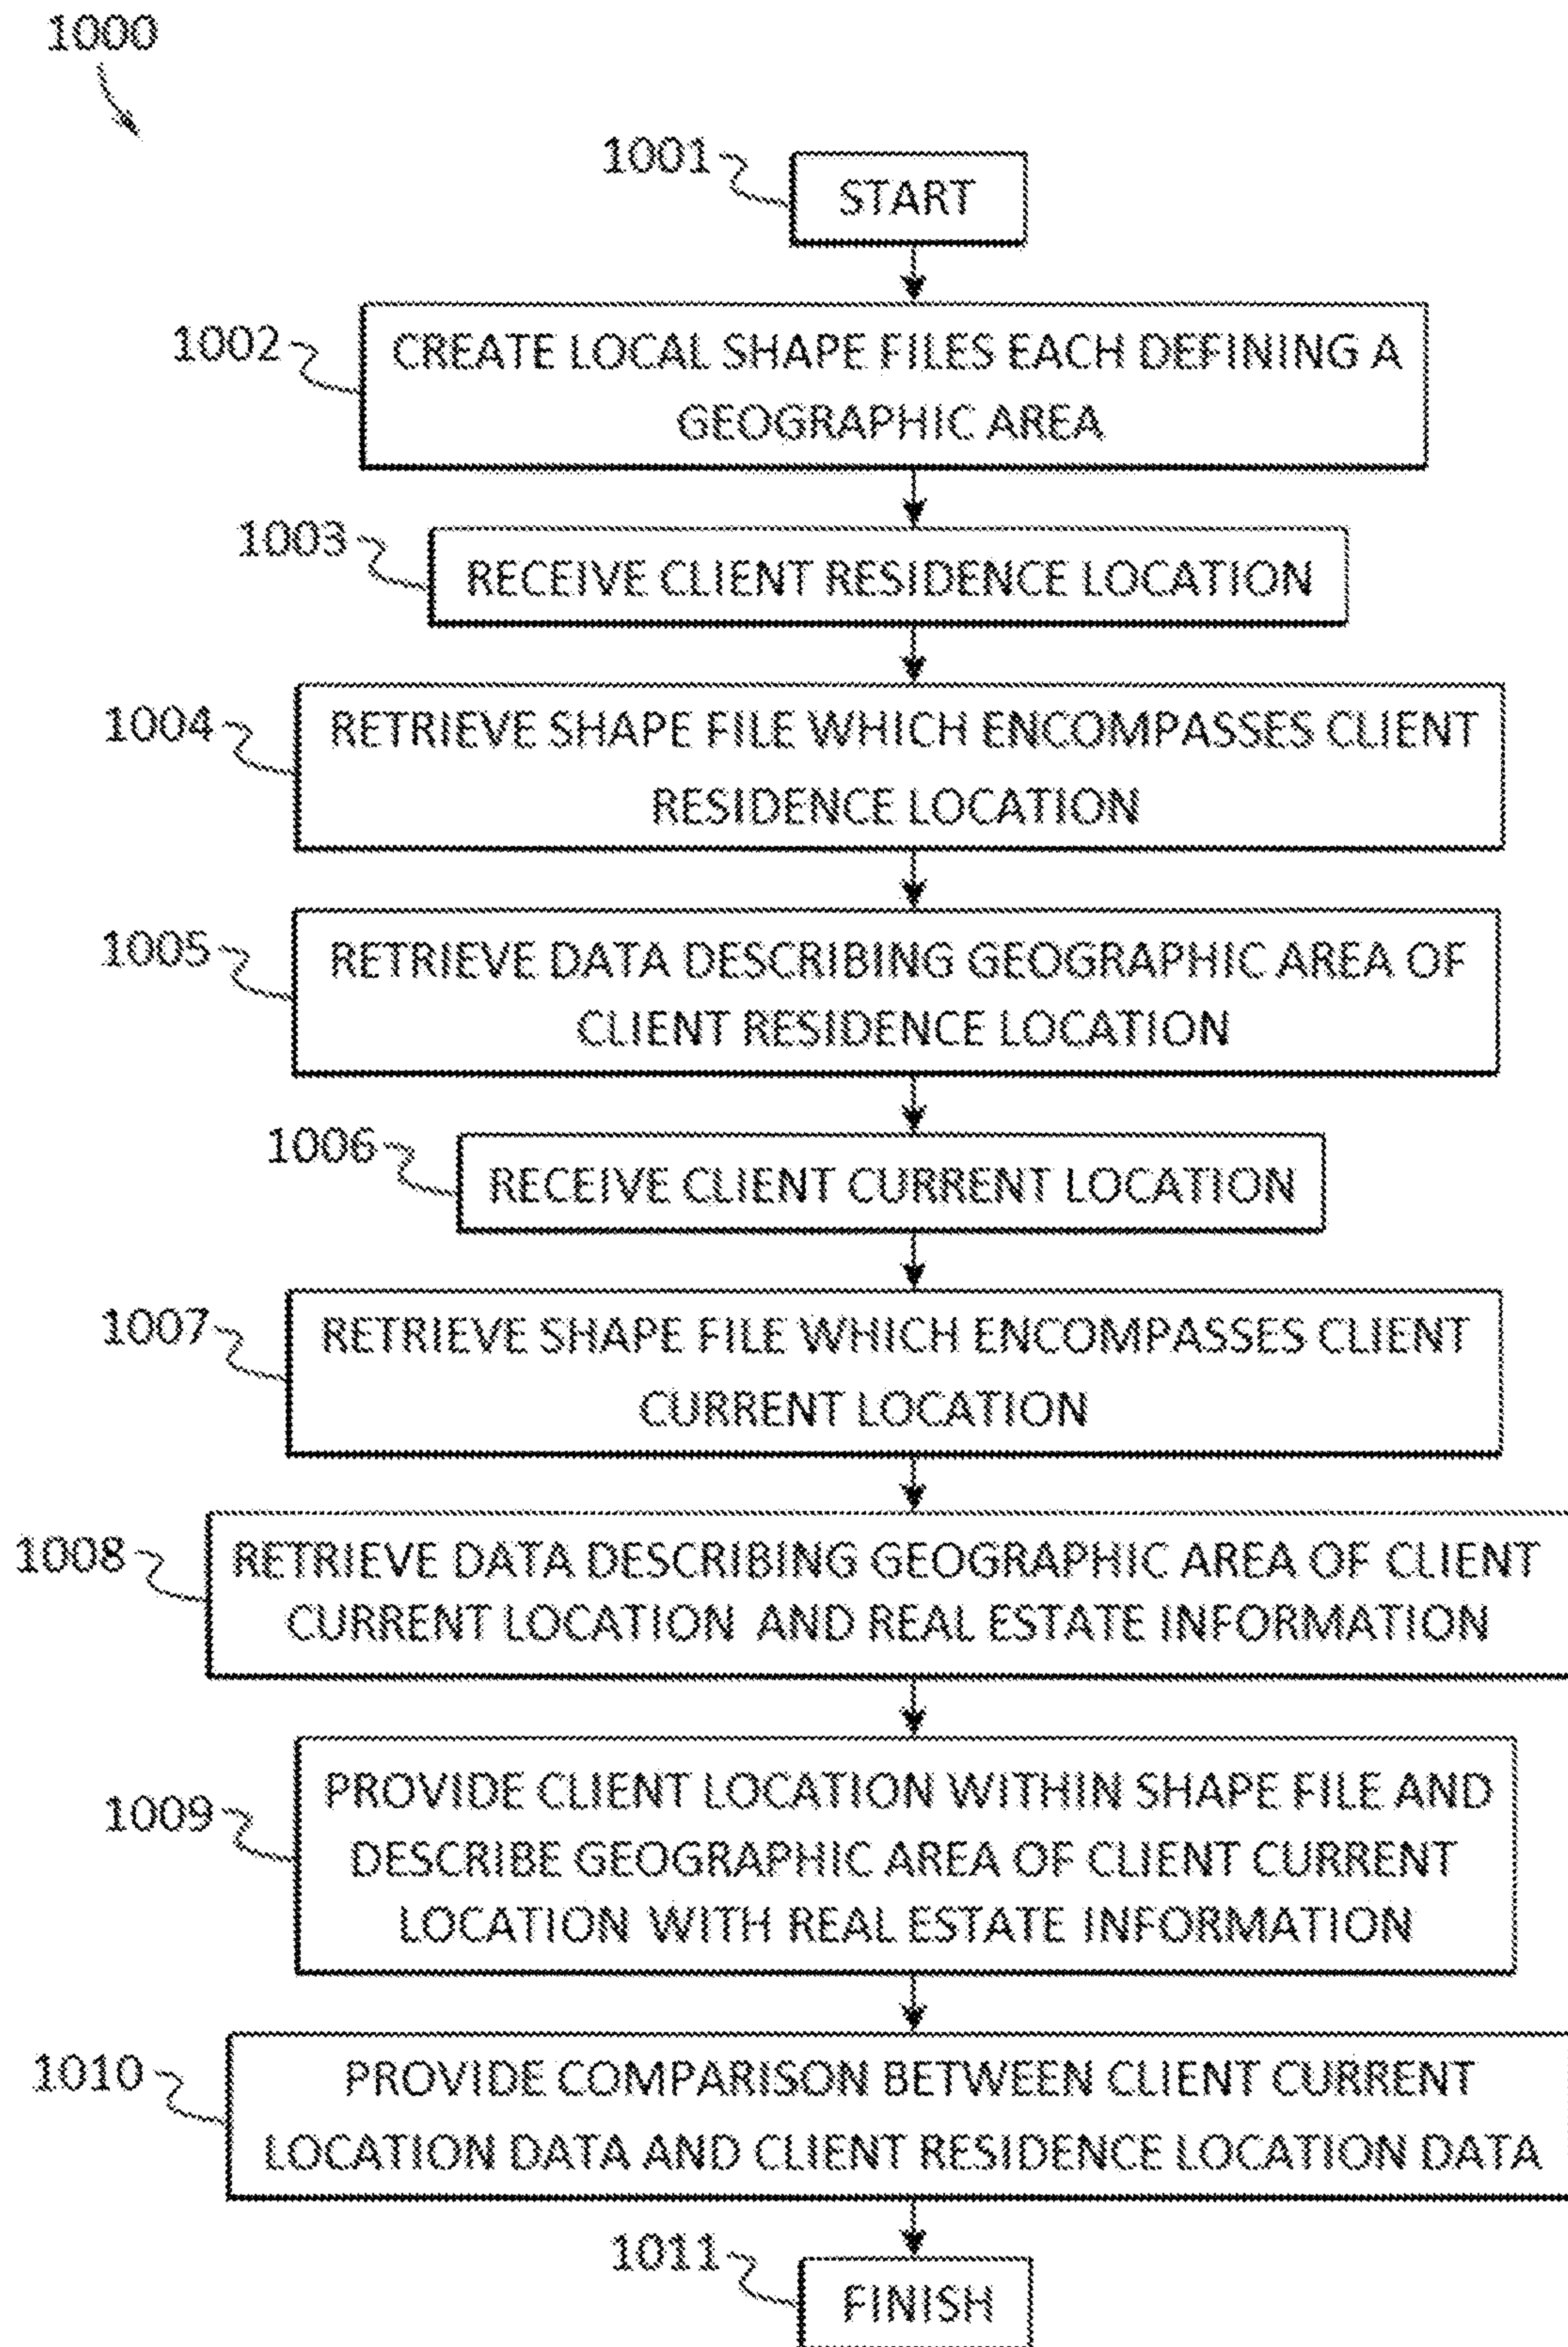 1000
1001
START
1002
CREATE LOCAL SHAPE FILES EACH DEFINING A
GEOGRAPHIC AREA
1003
RECEIVE CLIENT RESIDENCE LOCATION
1004
RETRIEVE SHAPE FILE WHICH ENCOMPASSES CLIENT
RESIDENCE LOCATION
1005
RETRIEVE DATA DESCRIBING GEOGRAPHIC AREA OF
CLIENT RESIDENCE LOCATION
1006
RECEIVE CLIENT CURRENT LOCATION
1007
RETRIEVE SHAPE FILE WHICH ENCOMPASSES CLIENT
CURRENT LOCATION
1008
RETRIEVE DATA DESCRIBING GEOGRAPHIC AREA OF CLIENT
CURRENT LOCATION AND REAL ESTATE INFORMATION
1009
PROVIDE CLIENT LOCATION WITHIN SHAPE FILE AND
DESCRIBE GEOGRAPHIC AREA OF CLIENT CURRENT
LOCATION WITH REAL ESTATE INFORMATION
1010
PROVIDE COMPARISON BETWEEN CLIENT CURRENT
LOCATION DATA AND CLIENT RESIDENCE LOCATION DATA
1011
FINISH